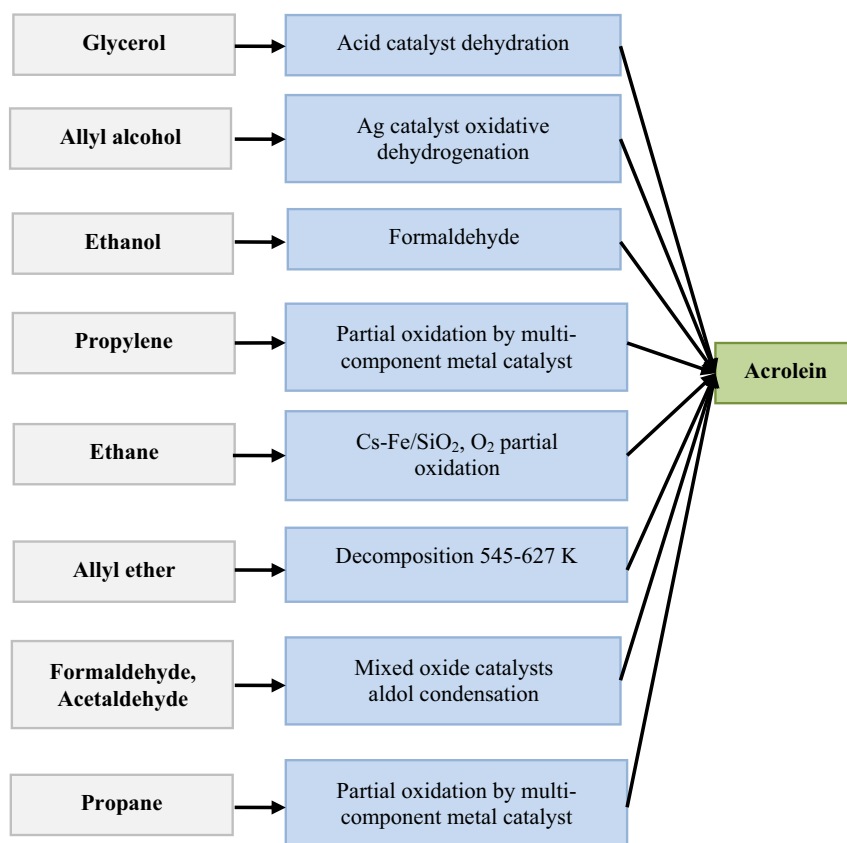 Glycerol
Acid catalyst dehydration
Allyl alcohol
Ag catalyst oxidative
dehydrogenation
Ethanol
Formaldehyde
Propylene
Partial oxidation by multi-
component metal catalyst
Acrolein
Ethane
Cs-Fe/SiO₂, O₂ partial
oxidation
Allyl ether
Decomposition 545-627 K
Formaldehyde,
Acetaldehyde
Mixed oxide catalysts
aldol condensation
Propane
Partial oxidation by multi-
component metal catalyst